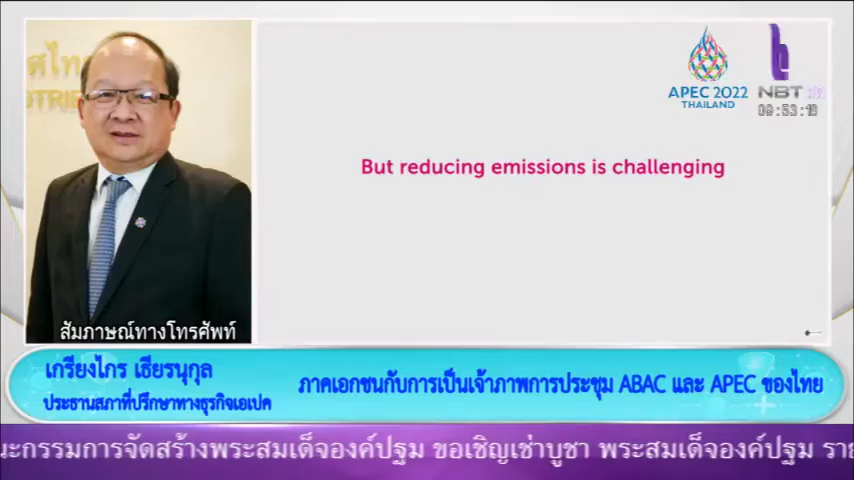 ศไทย
OTRIE
APEC 2022
THAILAND
NBT
09:53:18
But reducing emissions is challenging
สัมภาษณ์ทางโทรศัพท์
เกรียงไกร เธียรนุกุล
ประธานสภาที่ปรึกษาทางธุรกิจเอเปค
ภาคเอกชนกับการเป็นเจ้าภาพการประชุม ABAC และ APEC ของไทย
นะกรรมการจัดสร้างพระสมเด็จองค์ปฐม ขอเชิญเช่าบูชา พระสมเด็จองค์ปฐม ราย